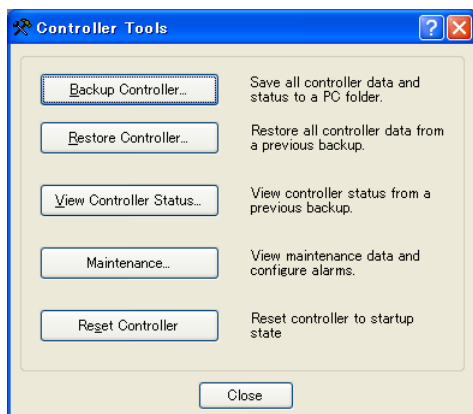 Controller Tools
Backup Controller...
Save all controller data and
status to a PC folder.
Restore Controller...
Restore all controller data from
a previous backup.
View Controller Status...
View controller status from a
previous backup.
Maintenance...
View maintenance data and
configure alarms.
Reset Controller
Reset controller to startup
state
Close